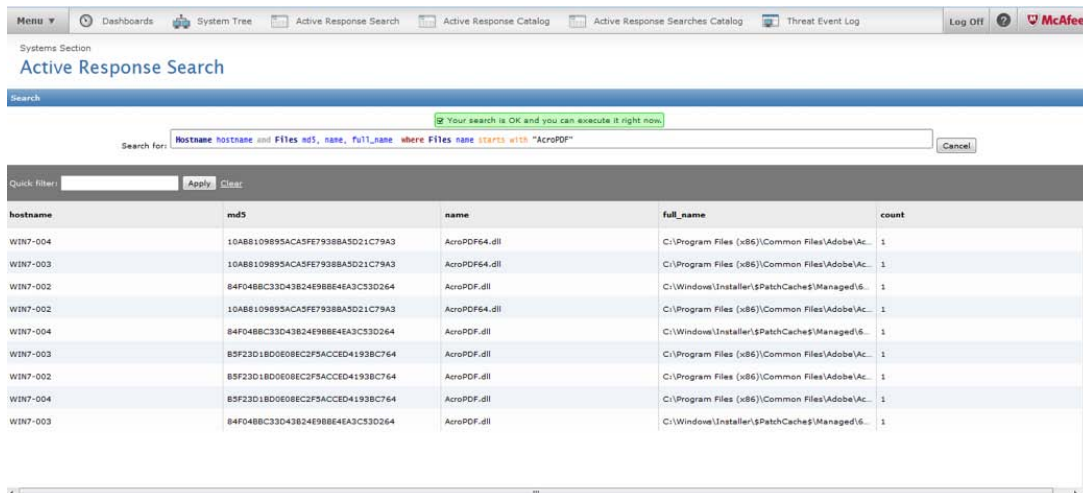 Menu ▼ Dashboards System Tree Active Response Search Active Response Catalog Active Response Searches Catalog Threat Event Log Log Off ? McAfee
Systems Section
Active Response Search
Search
Your search is OK and you can execute it right now.
Search for: Hostname hostname and Files md5, name, full_name where Files name starts with "AcroPDF" Cancel
Quick filter: Apply Clear
hostname md5 name full_name count
WIN7-004 10AB8109895ACA5FE7938BA5D21C79A3 AcroPDF64.dll C:\Program Files (x86)\Common Files\Adobe\Ac... 1
WIN7-003 10AB8109895ACA5FE7938BA5D21C79A3 AcroPDF64.dll C:\Program Files (x86)\Common Files\Adobe\Ac... 1
WIN7-002 84F04BBC33D43B24E9BBE4EA3C53D264 AcroPDF.dll C:\Windows\Installer\$PatchCache$\Managed\6... 1
WIN7-002 10AB8109895ACA5FE7938BA5D21C79A3 AcroPDF64.dll C:\Program Files (x86)\Common Files\Adobe\Ac... 1
WIN7-004 84F04BBC33D43B24E9BBE4EA3C53D264 AcroPDF.dll C:\Windows\Installer\$PatchCache$\Managed\6... 1
WIN7-003 B5F23D1BD0E08EC2F5ACCED4193BC764 AcroPDF.dll C:\Program Files (x86)\Common Files\Adobe\Ac... 1
WIN7-002 B5F23D1BD0E08EC2F5ACCED4193BC764 AcroPDF.dll C:\Program Files (x86)\Common Files\Adobe\Ac... 1
WIN7-004 B5F23D1BD0E08EC2F5ACCED4193BC764 AcroPDF.dll C:\Program Files (x86)\Common Files\Adobe\Ac... 1
WIN7-003 84F04BBC33D43B24E9BBE4EA3C53D264 AcroPDF.dll C:\Windows\Installer\$PatchCache$\Managed\6... 1